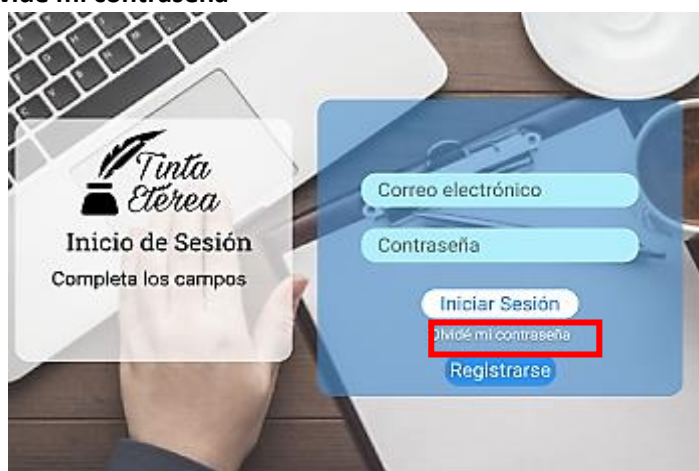 mi contraseña
Tinta
Etérea
Inicio de Sesión
Completa los campos
Correo electrónico
Contraseña
Iniciar Sesión
Olvidé mi contraseña
Registrarse